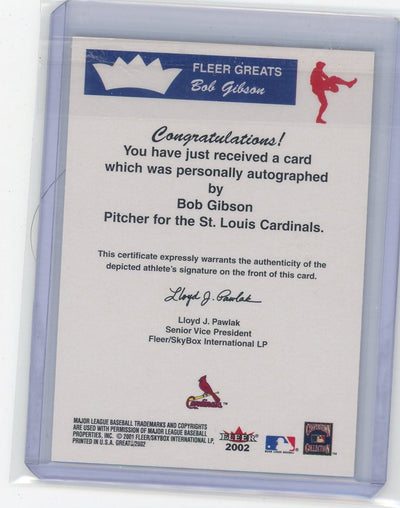 FLEER GREATS
Bob Gibson
Congratulations!
You have just received a card
which was personally autographed
by
Bob Gibson
Pitcher for the St. Louis Cardinals.
This certificate expressly warrants the authenticity of the
depicted athlete's signature on the front of this card.
Lloyd J. Pawlak
Lloyd J. Pawlak
Senior Vice President
Fleer/SkyBox International LP
Cardinals TM
MAJOR LEAGUE BASEBALL TRADEMARKS AND COPYRIGHTS
ARE USED WITH PERMISSION OF MAJOR LEAGUE BASEBALL
PROPERTIES, INC. © 2001 FLEER/SKYBOX INTERNATIONAL LP,
PRINTED IN U.S.A. GREATU2002
FLEER
2002
COOPERSTOWN
COLLECTION